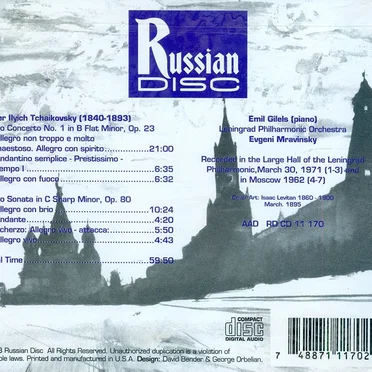 Russian
DISC
er Ilyich Tchaikovsky (1840-1893)
o Concerto No. 1 in B Flat Minor, Op. 23
llegro non troppo e molto
aestoso. Allegro con spirito 21:00
ndantino semplice - Prestissimo -
empo I 6:35
llegro con fuoco 6:32
o Sonata in C Sharp Minor, Op. 80
llegro con brio 10:24
ndante 4:20
cherzo: Allegro vivo - attacca: 5:50
llegro vivo 4:43
al Time 59:50
Emil Gilels (piano)
Leningrad Philharmonic Orchestra
Evgeni Mravinsky
Recorded in the Large Hall of the Leningrad
Philharmonic, March 30, 1971 (1-3) and
in Moscow 1962 (4-7)
Cover Art: Isaac Levitan 1860 - 1900
March. 1895
AAD RD CD 11 170
COMPACT
disc
DIGITAL AUDIO
7 48871 11702
3 Russian Disc All Rights Reserved. Unauthorized duplication is a violation of
ble laws. Printed and manufactured in U.S.A. Design: David Bender & George Orbelian.